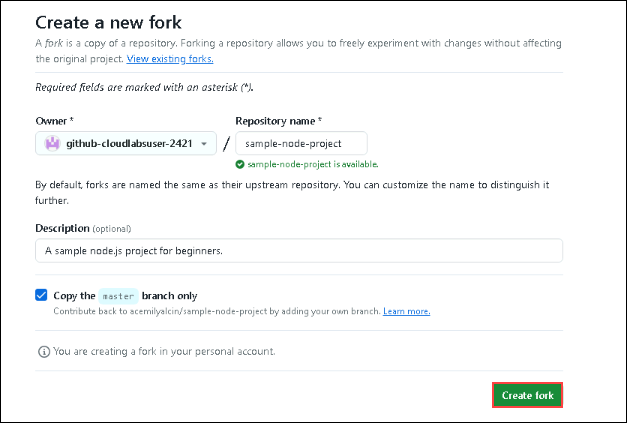 Create a new fork
A fork is a copy of a repository. Forking a repository allows you to freely experiment with changes without affecting
the original project. View existing forks.
Required fields are marked with an asterisk (*).
Owner * Repository name *
github-cloudlabsuser-2421 / sample-node-project
sample-node-project is available.
By default, forks are named the same as their upstream repository. You can customize the name to distinguish it
further.
Description (optional)
A sample node.js project for beginners.
Copy the master branch only
Contribute back to acemilyalcin/sample-node-project by adding your own branch. Learn more.
You are creating a fork in your personal account.
Create fork